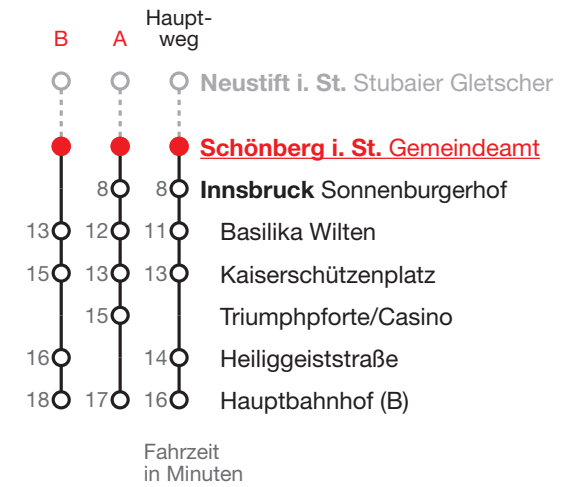 B A Haupt-
weg
Neustift i. St. Stubaier Gletscher
Schönberg i. St. Gemeindeamt
8 8 Innsbruck Sonnenburgerhof
13 12 11 Basilika Wilten
15 13 13 Kaiserschützenplatz
15 Triumphpforte/Casino
16 14 Heiliggeiststraße
18 17 16 Hauptbahnhof (B)
Fahrzeit
in Minuten